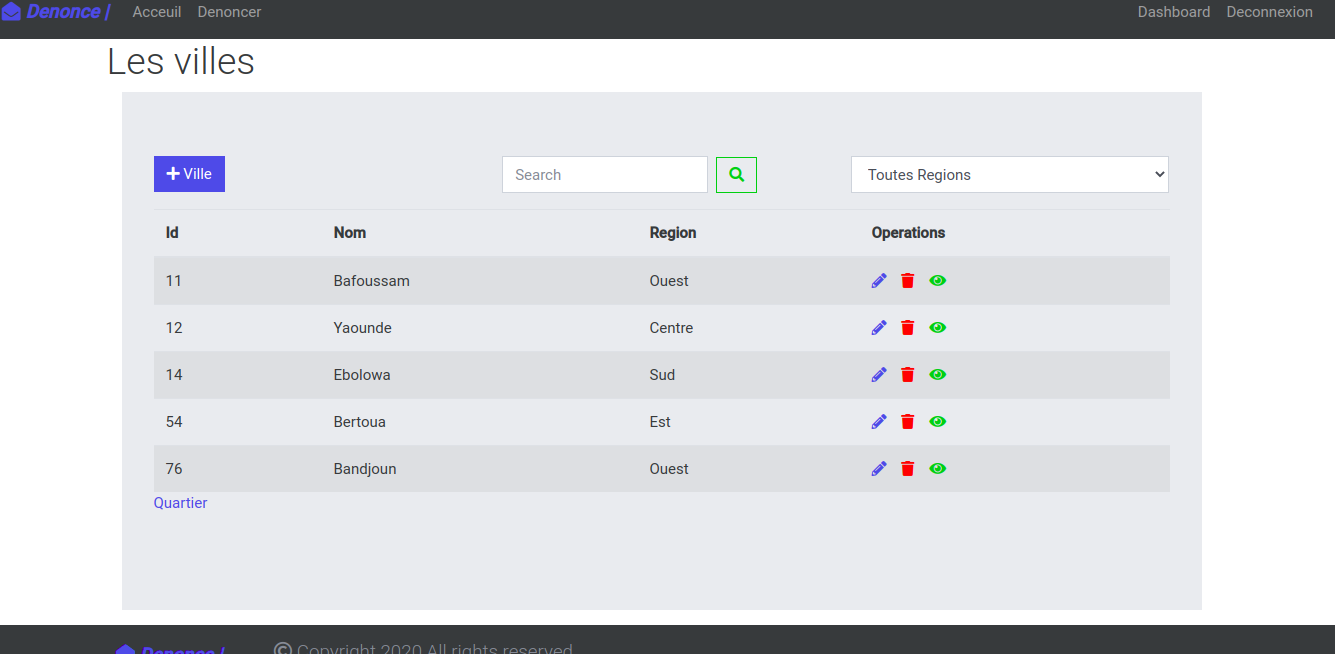 Denonce | Acceuil Denoncer Dashboard Deconnexion
Les villes
Ville Search Toutes Regions
Id Nom Region Operations
11 Bafoussam Ouest
12 Yaounde Centre
14 Ebolowa Sud
54 Bertoua Est
76 Bandjoun Ouest
Quartier
Denonce | © Copyright 2020 All rights reserved